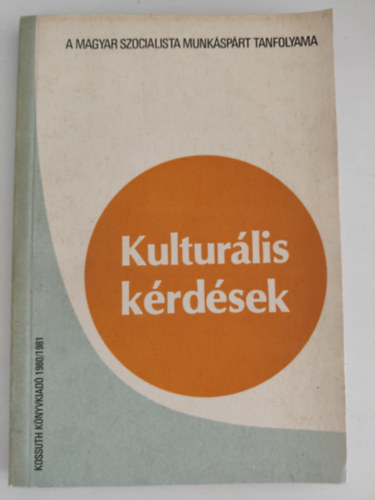 A MAGYAR SZOCIALISTA MUNKÁSPÁRT TANFOLYAMA
Kulturális
kérdések
KOSSUTH KÖNYVKIADÓ 1980/1981